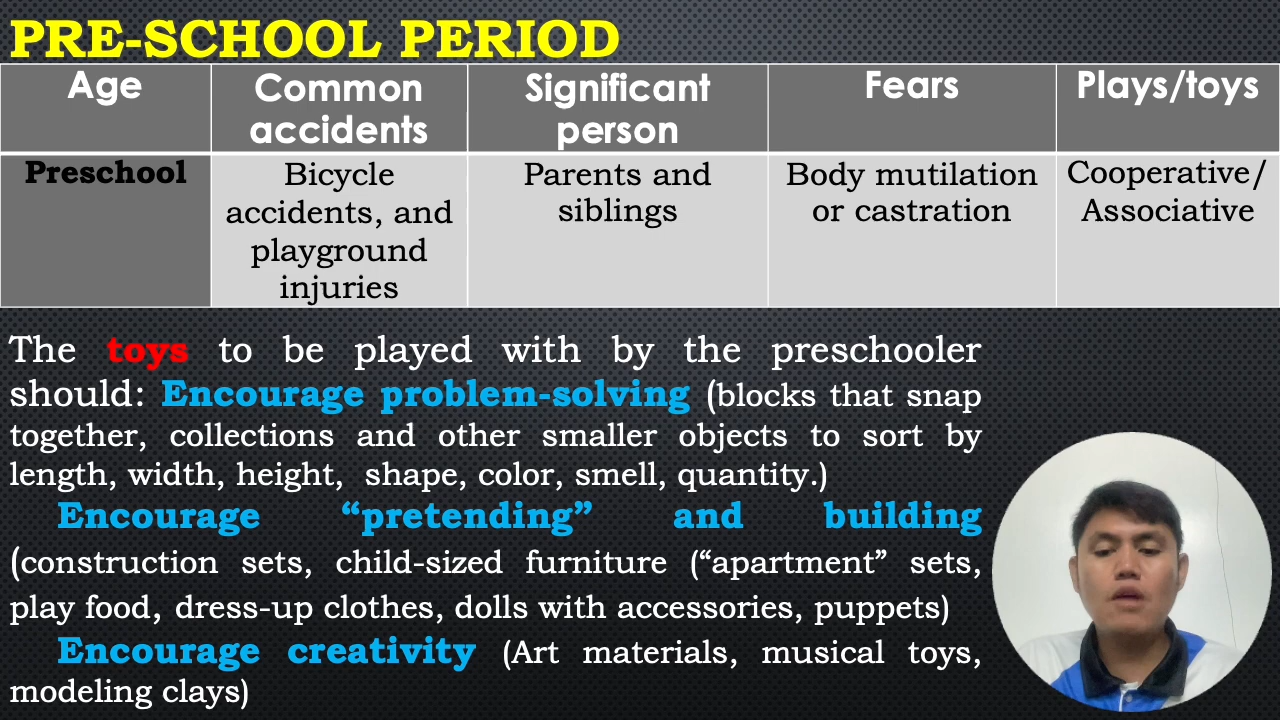 PRE-SCHOOL PERIOD
Age
Common
accidents
Significant
person
Fears
Plays/toys
Preschool
Bicycle
accidents, and
playground
injuries
Parents and
siblings
Body mutilation
or castration
Cooperative/
Associative
The toys to be played with by the preschooler
should: Encourage problem-solving (blocks that snap
together, collections and other smaller objects to sort by
length, width, height, shape, color, smell, quantity.)
Encourage “pretending” and building
(construction sets, child-sized furniture (“apartment” sets,
play food, dress-up clothes, dolls with accessories, puppets)
Encourage creativity (Art materials, musical toys,
modeling clays)